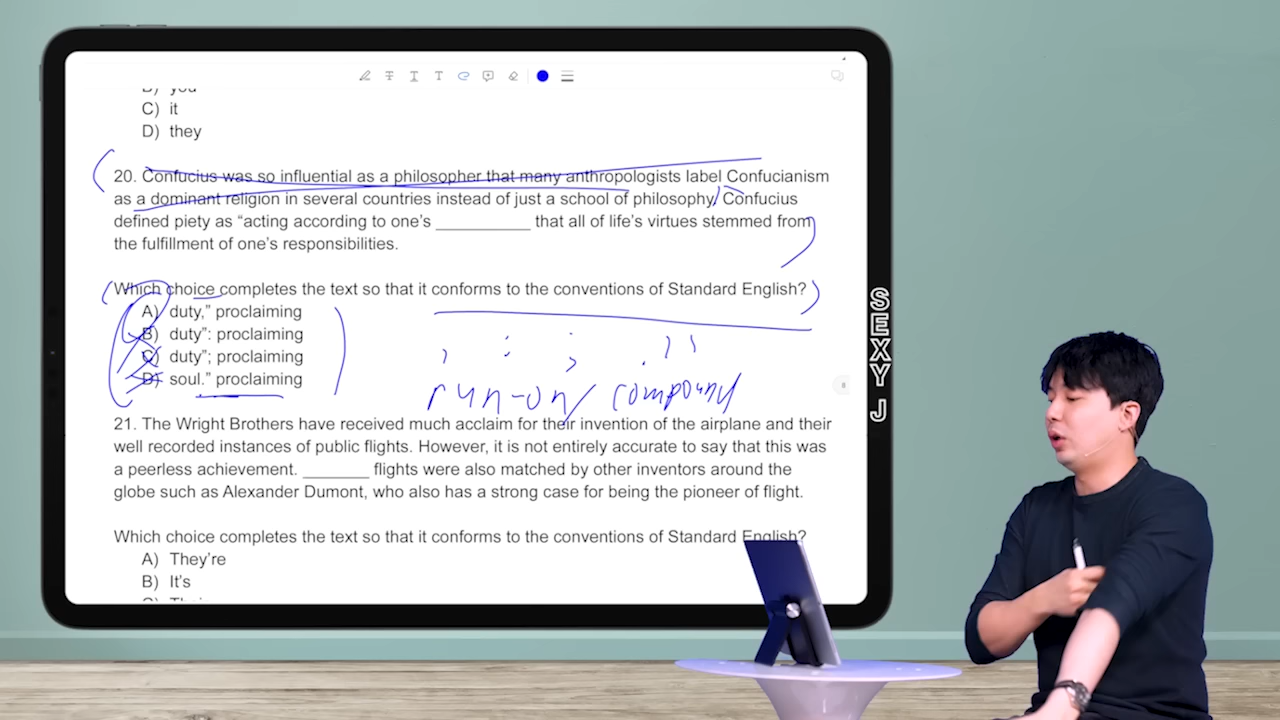 B) you
C) it
D) they
20. Confucius was so influential as a philosopher that many anthropologists label Confucianism
as a dominant religion in several countries instead of just a school of philosophy. Confucius
defined piety as “acting according to one’s __________ that all of life’s virtues stemmed from
the fulfillment of one’s responsibilities.
Which choice completes the text so that it conforms to the conventions of Standard English?
A) duty,” proclaiming
B) duty”: proclaiming
C) duty”; proclaiming
D) soul.” proclaiming
, : ; . , ,
run-on/ compound
8
21. The Wright Brothers have received much acclaim for their invention of the airplane and their
well recorded instances of public flights. However, it is not entirely accurate to say that this was
a peerless achievement. _______ flights were also matched by other inventors around the
globe such as Alexander Dumont, who also has a strong case for being the pioneer of flight.
Which choice completes the text so that it conforms to the conventions of Standard English?
A) They’re
B) It’s
SEXY J